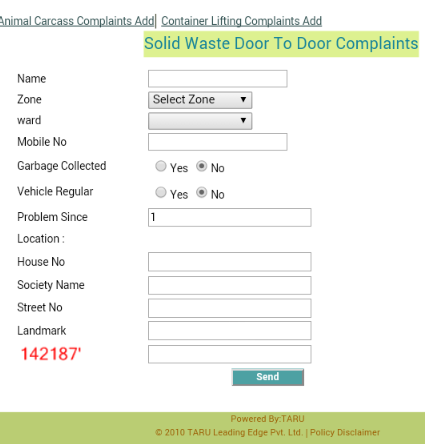 Animal Carcass Complaints Add| Container Lifting Complaints Add
Solid Waste Door To Door Complaints
Name
Zone Select Zone
ward
Mobile No
Garbage Collected Yes No
Vehicle Regular Yes No
Problem Since 1
Location :
House No
Society Name
Street No
Landmark
142187'
Send
Powered By:TARU
© 2010 TARU Leading Edge Pvt. Ltd. | Policy Disclaimer